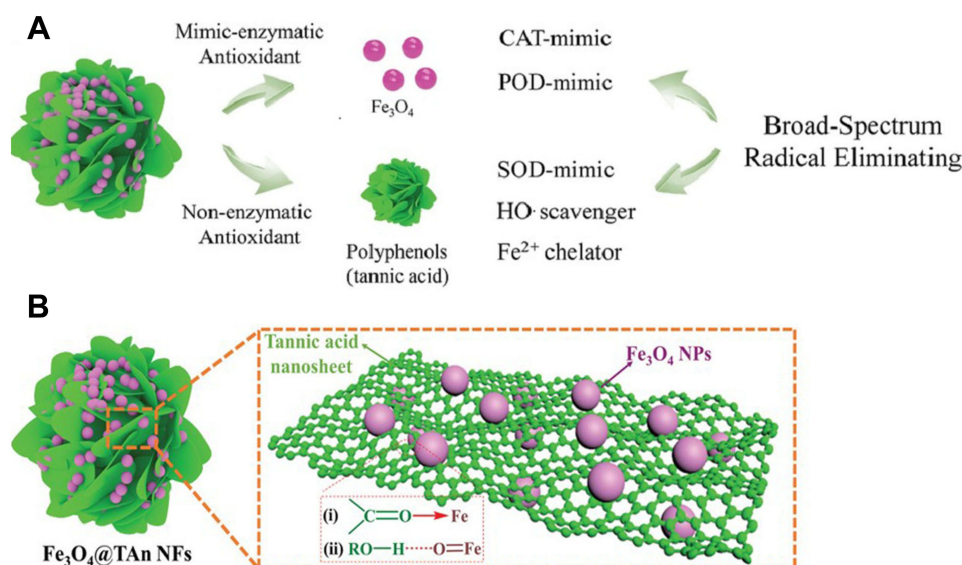 A
Mimic-enzymatic
Antioxidant
Fe₃O₄
CAT-mimic
POD-mimic
Broad-Spectrum
Radical Eliminating
Non-enzymatic
Antioxidant
Polyphenols
(tannic acid)
SOD-mimic
HO· scavenger
Fe²⁺ chelator
B
Fe₃O₄@TAn NFs
Tannic acid
nanosheet
Fe₃O₄ NPs
(i) C=O→Fe
(ii) RO—H·····O=Fe